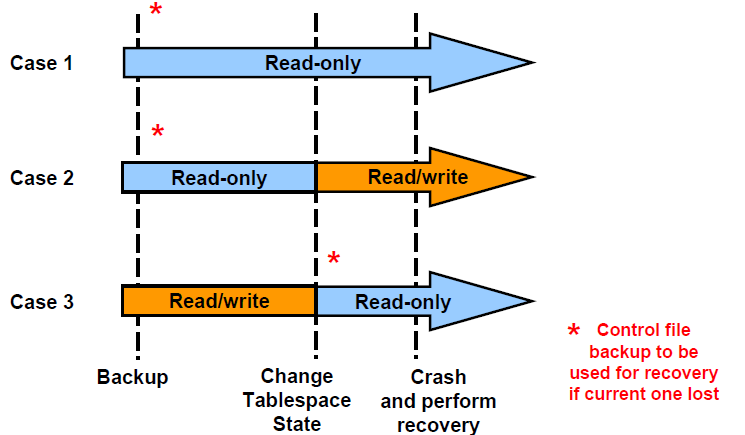 *
Case 1
Read-only
*
Case 2
Read-only
Read/write
*
Case 3
Read/write
Read-only
Backup
Change
Tablespace
State
Crash
and perform
recovery
* Control file
backup to be
used for recovery
if current one lost